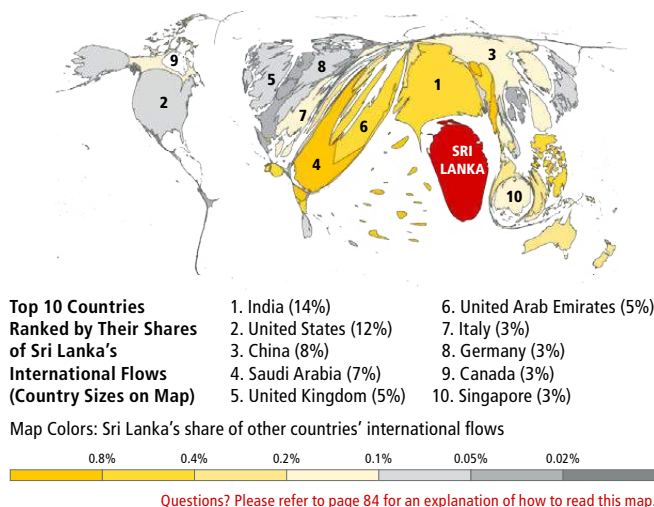 9
3
8
5
1
2
7
6
4
SRI
LANKA
10
Top 10 Countries
Ranked by Their Shares
of Sri Lanka's
International Flows
(Country Sizes on Map)
1. India (14%)
2. United States (12%)
3. China (8%)
4. Saudi Arabia (7%)
5. United Kingdom (5%)
6. United Arab Emirates (5%)
7. Italy (3%)
8. Germany (3%)
9. Canada (3%)
10. Singapore (3%)
Map Colors: Sri Lanka's share of other countries' international flows
0.8% 0.4% 0.2% 0.1% 0.05% 0.02%
Questions? Please refer to page 84 for an explanation of how to read this map.